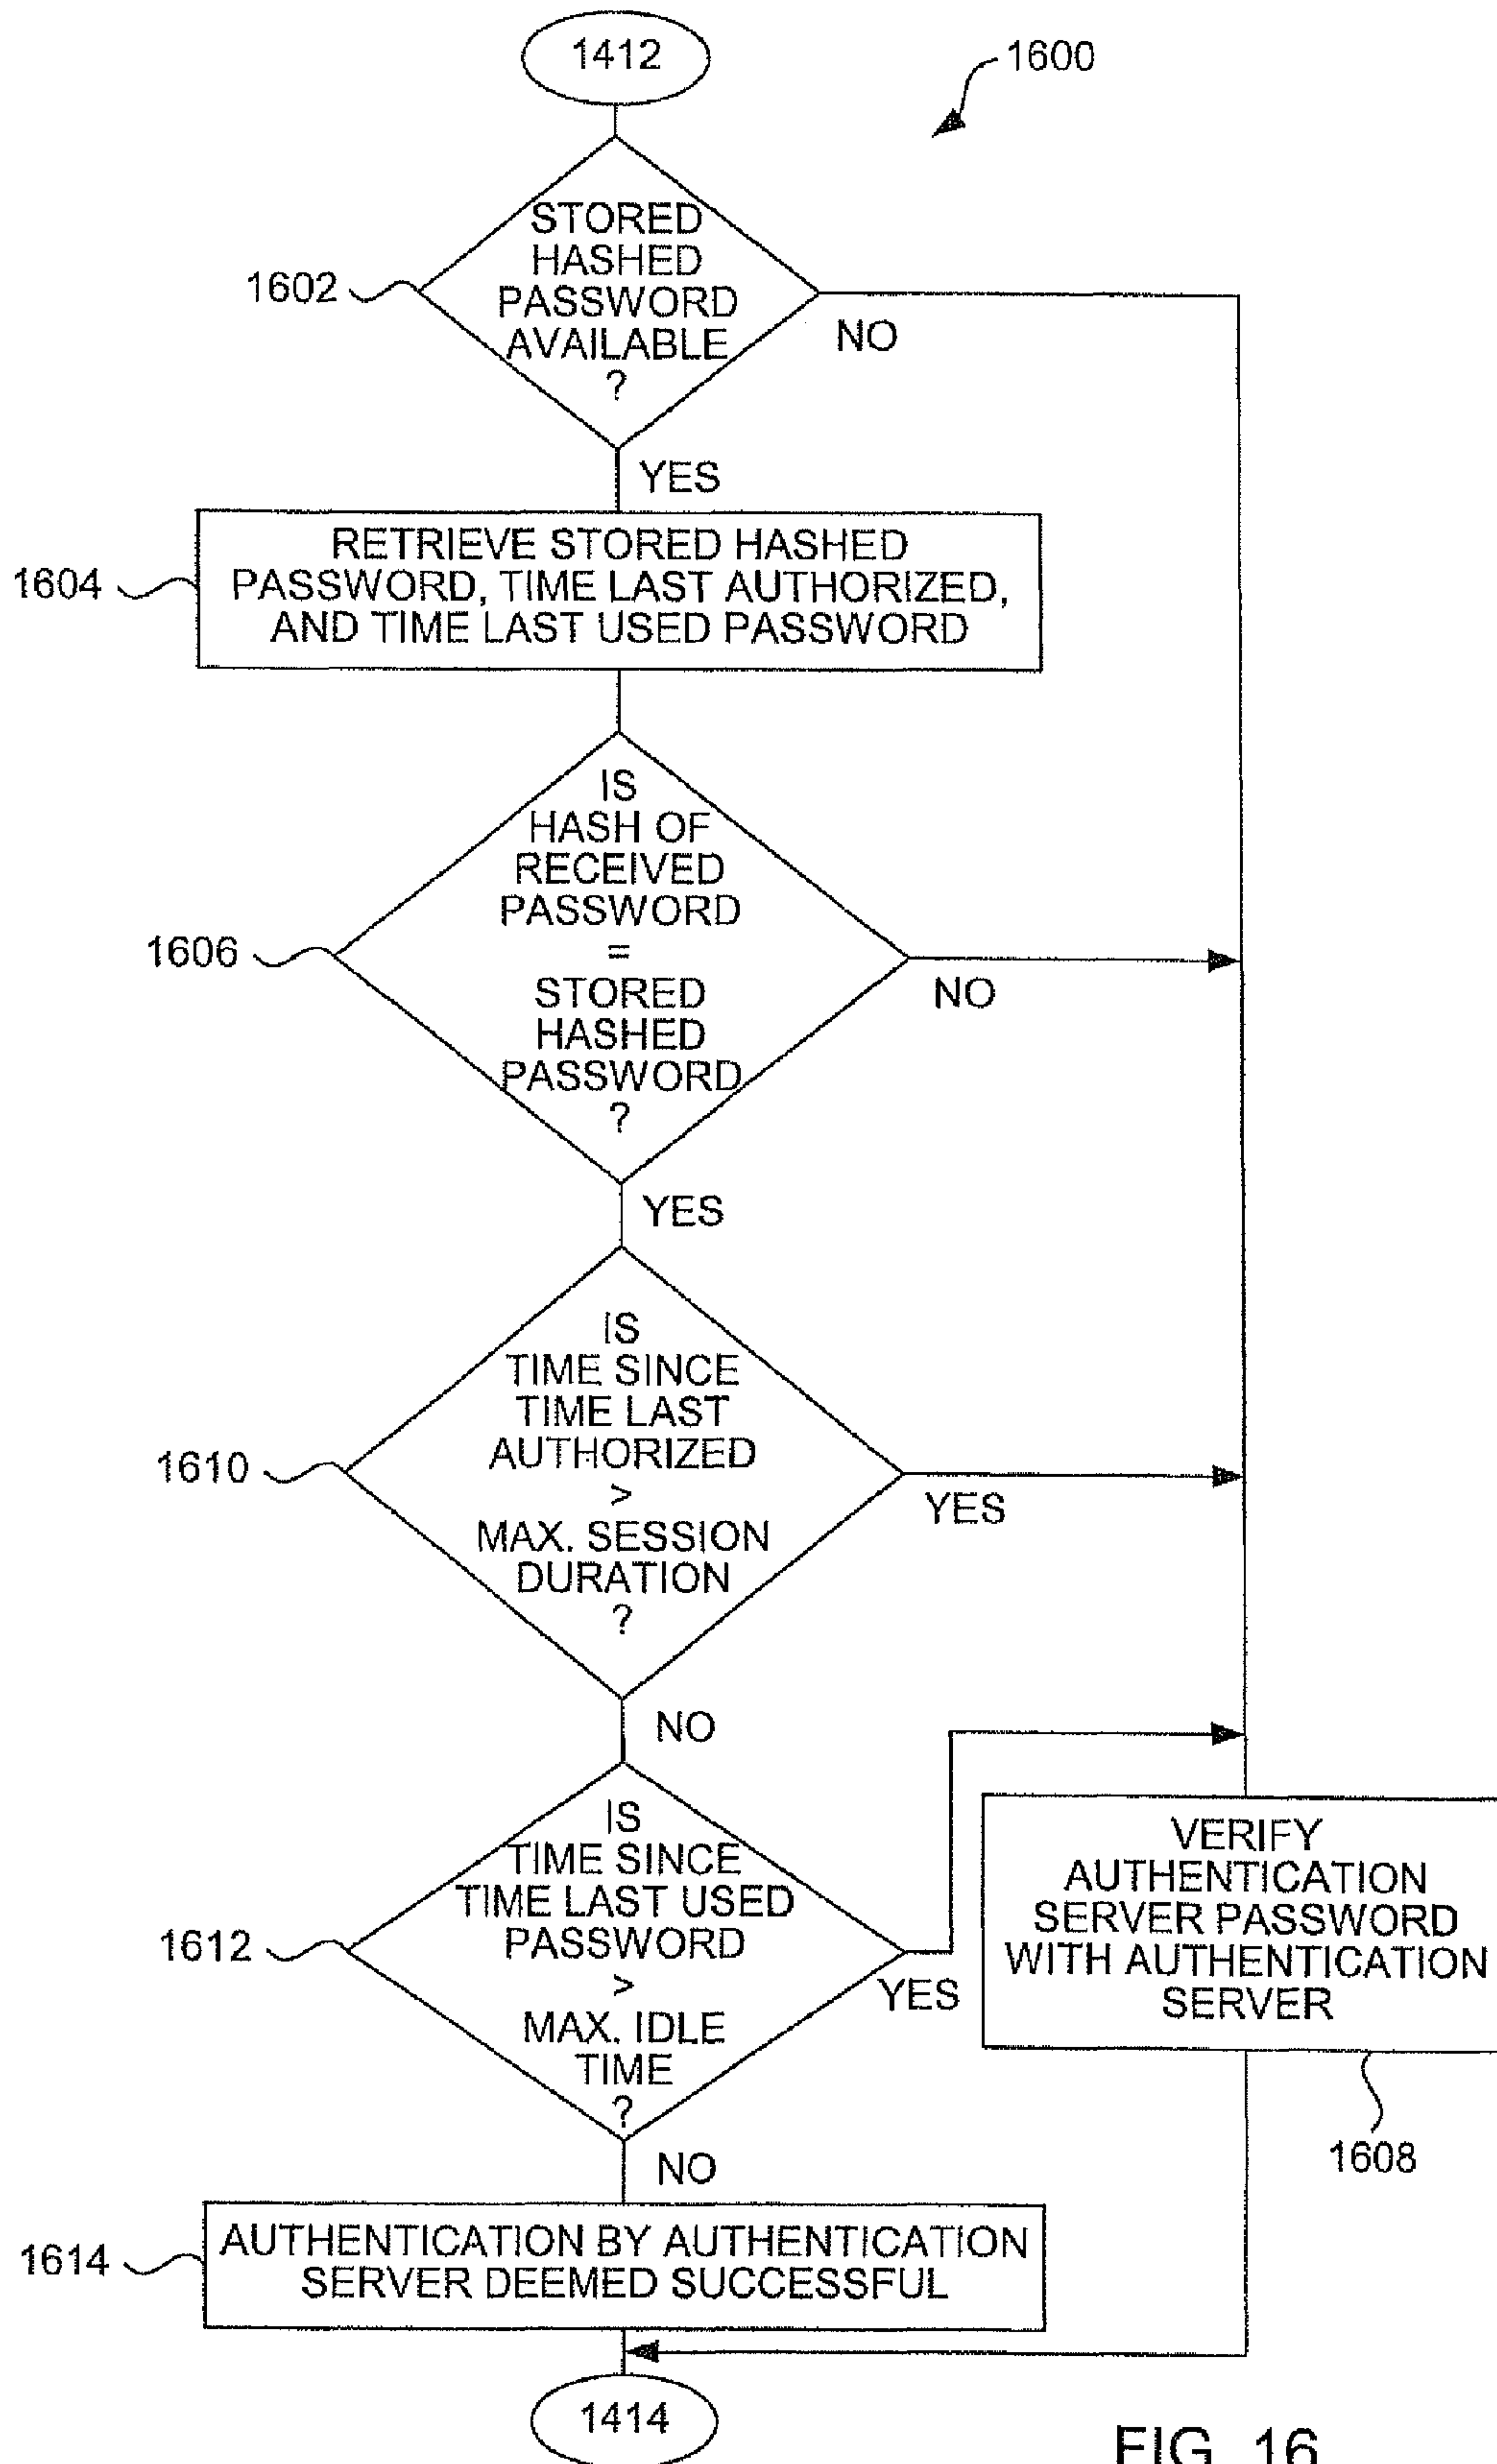 1412
1600
STORED
HASHED
PASSWORD
AVAILABLE
?
1602
NO
YES
RETRIEVE STORED HASHED
PASSWORD, TIME LAST AUTHORIZED,
AND TIME LAST USED PASSWORD
1604
IS
HASH OF
RECEIVED
PASSWORD
=
STORED
HASHED
PASSWORD
?
1606
NO
YES
IS
TIME SINCE
TIME LAST
AUTHORIZED
>
MAX. SESSION
DURATION
?
1610
YES
NO
IS
TIME SINCE
TIME LAST USED
PASSWORD
>
MAX. IDLE
TIME
?
1612
YES
VERIFY
AUTHENTICATION
SERVER PASSWORD
WITH AUTHENTICATION
SERVER
1608
NO
AUTHENTICATION BY AUTHENTICATION
SERVER DEEMED SUCCESSFUL
1614
1414
FIG. 16